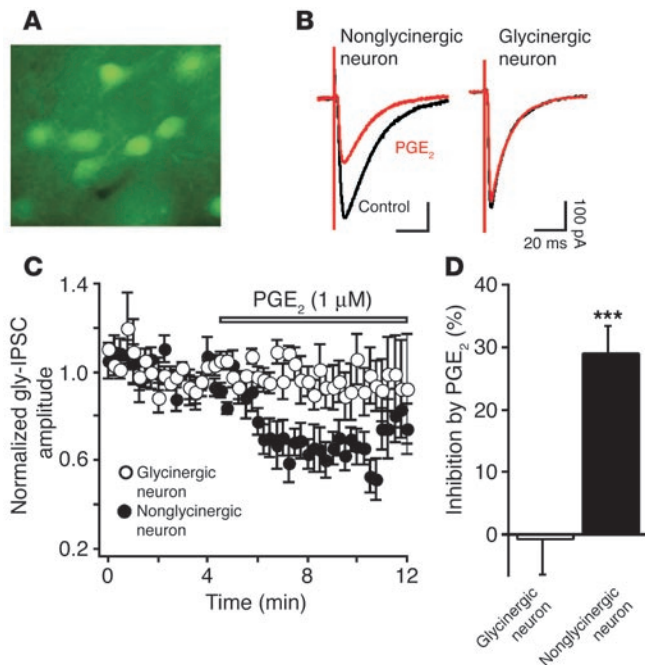 A
B
Nonglycinergic
neuron
Glycinergic
neuron
PGE₂
Control
20 ms
100 pA
C
PGE₂ (1 μM)
Normalized gly-IPSC
amplitude
1.4
1.0
0.6
0.2
Glycinergic
neuron
Nonglycinergic
neuron
0 4 8 12
Time (min)
D
Inhibition by PGE₂ (%)
40
30
20
10
0
***
Glycinergic
neuron
Nonglycinergic
neuron